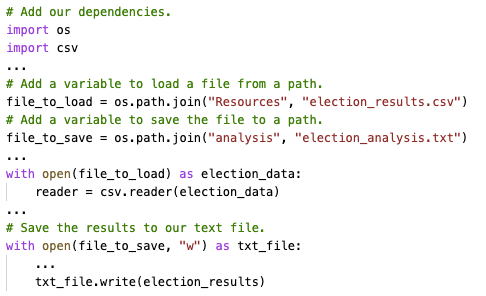 # Add our dependencies.
import os
import csv
...
# Add a variable to load a file from a path.
file_to_load = os.path.join("Resources", "election_results.csv")
# Add a variable to save the file to a path.
file_to_save = os.path.join("analysis", "election_analysis.txt")
...
with open(file_to_load) as election_data:
    reader = csv.reader(election_data)
...
# Save the results to our text file.
with open(file_to_save, "w") as txt_file:
    ...
    txt_file.write(election_results)